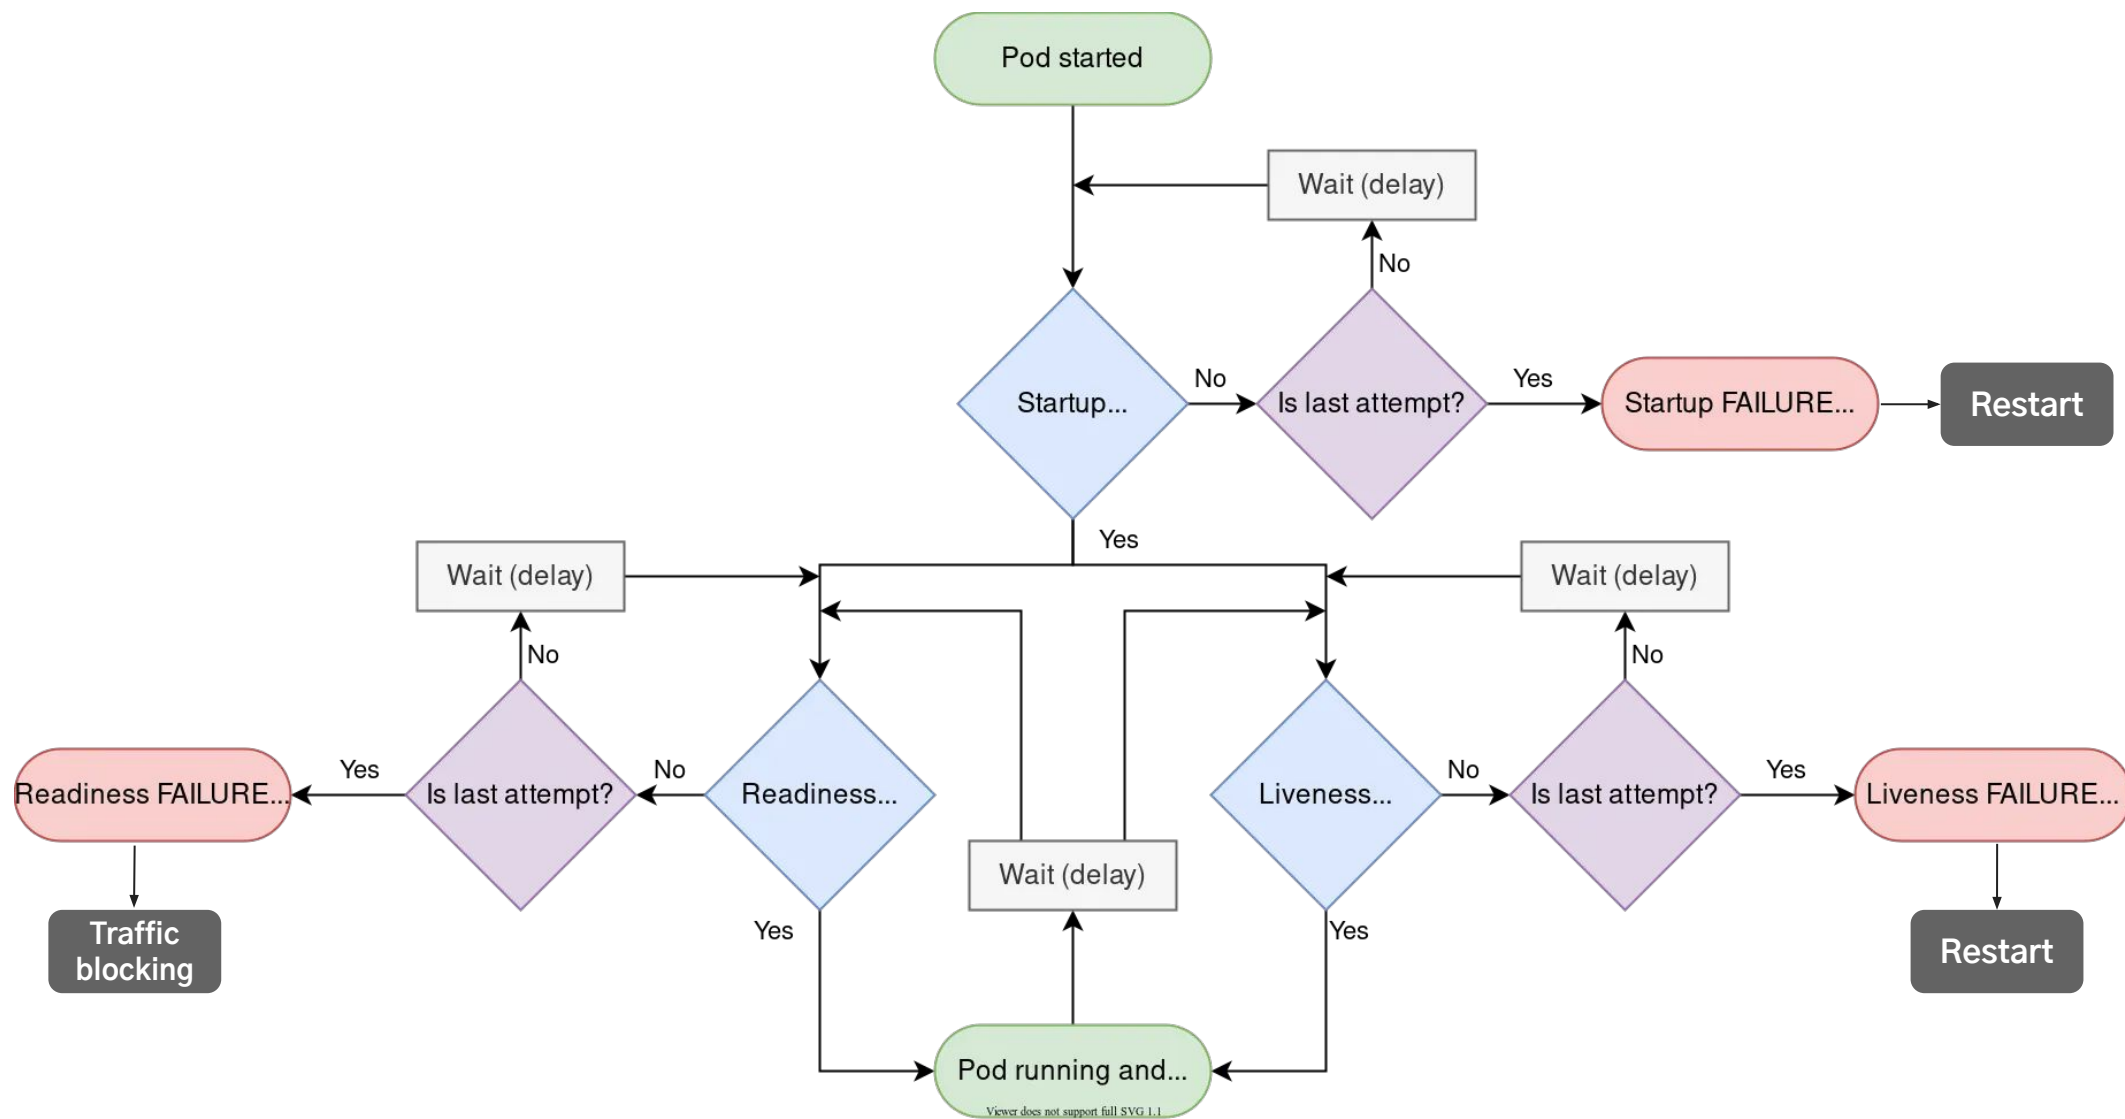 Pod started
Wait (delay)
No
Startup...
No
Is last attempt?
Yes
Startup FAILURE...
Restart
Yes
Wait (delay)
Wait (delay)
No
No
Readiness FAILURE...
Yes
Is last attempt?
No
Readiness...
Liveness...
No
Is last attempt?
Yes
Liveness FAILURE...
Wait (delay)
Traffic
blocking
Yes
Yes
Restart
Pod running and...
Viewer does not support full SVG 1.1